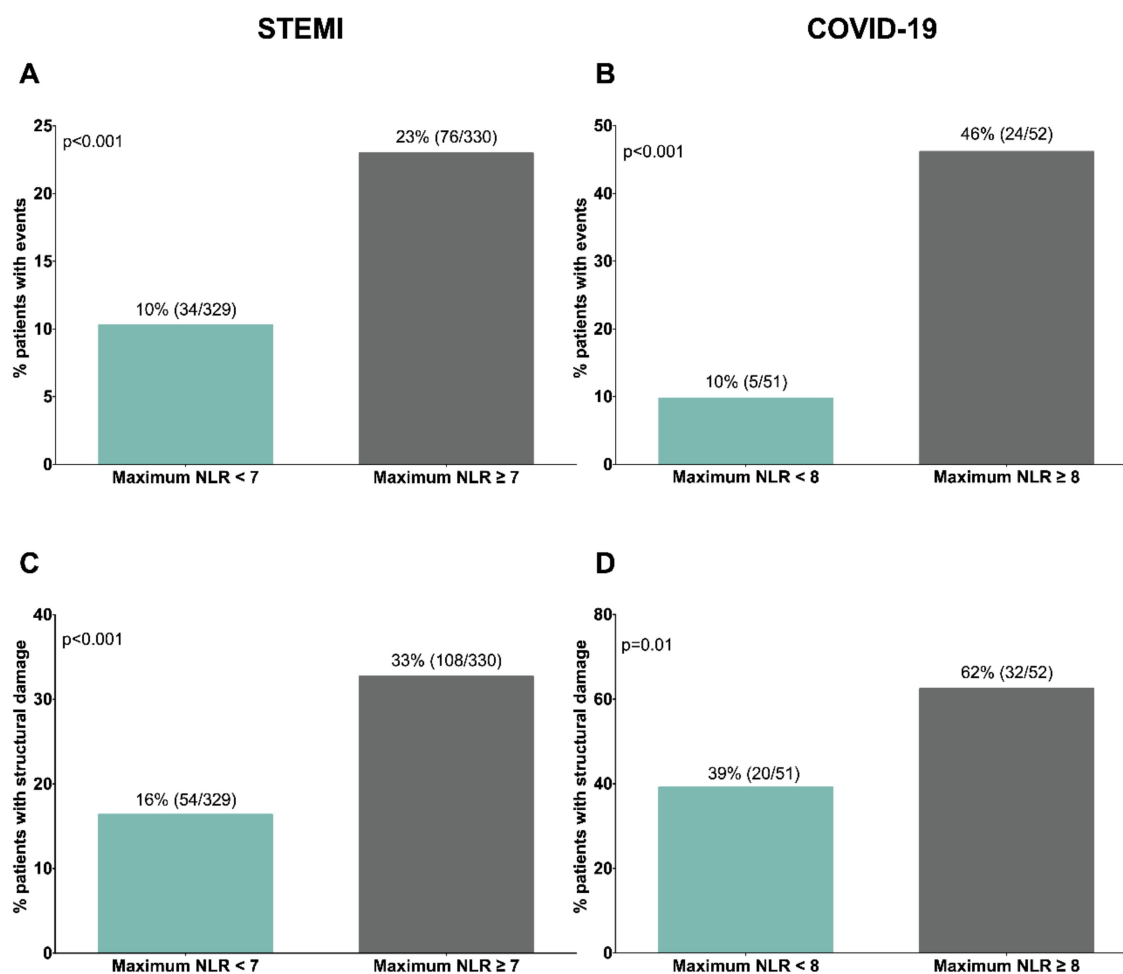 STEMI
COVID-19
A
% patients with events
25
20
15
10
5
0
p<0.001
10% (34/329)
23% (76/330)
Maximum NLR < 7
Maximum NLR ≥ 7
B
% patients with events
50
40
30
20
10
0
p<0.001
10% (5/51)
46% (24/52)
Maximum NLR < 8
Maximum NLR ≥ 8
C
% patients with structural damage
40
30
20
10
0
p<0.001
16% (54/329)
33% (108/330)
Maximum NLR < 7
Maximum NLR ≥ 7
D
% patients with structural damage
80
60
40
20
0
p=0.01
39% (20/51)
62% (32/52)
Maximum NLR < 8
Maximum NLR ≥ 8